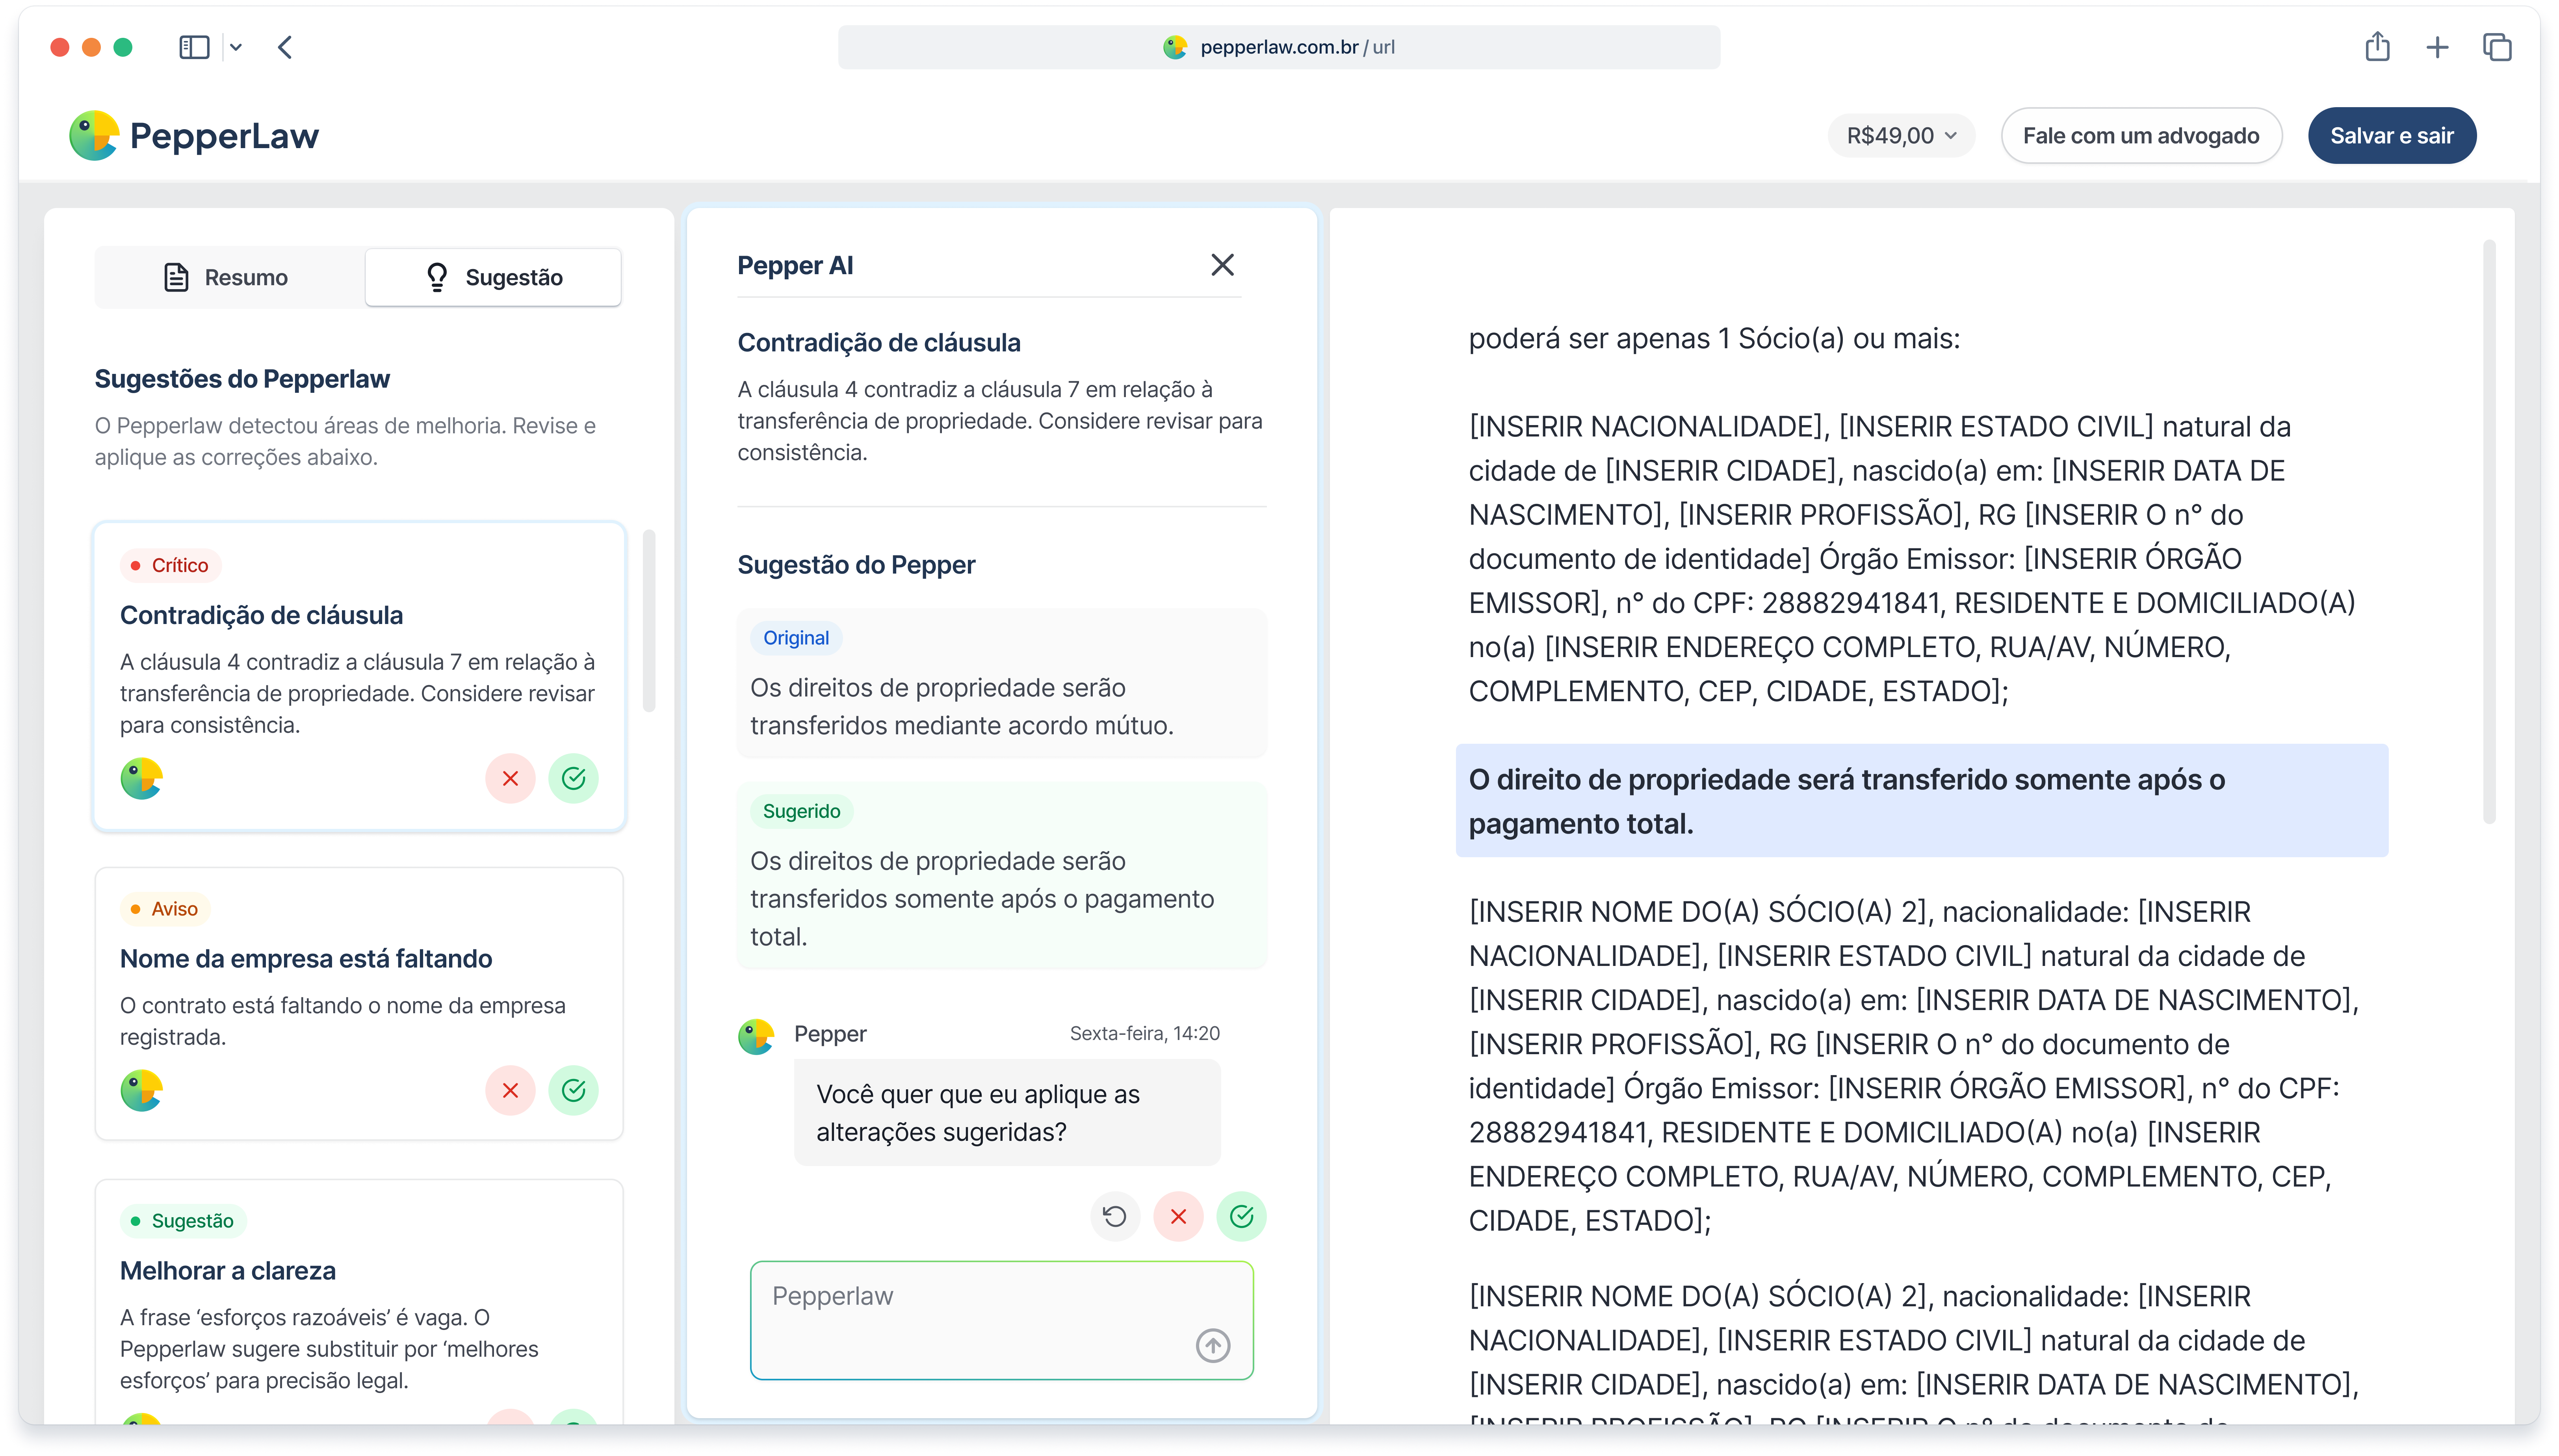 pepperlaw.com.br / url
PepperLaw
R$49,00
Fale com um advogado
Salvar e sair
Resumo
Sugestão
Sugestões do Pepperlaw
O Pepperlaw detectou áreas de melhoria. Revise e
aplique as correções abaixo.
Crítico
Contradição de cláusula
A cláusula 4 contradiz a cláusula 7 em relação à
transferência de propriedade. Considere revisar
para consistência.
Aviso
Nome da empresa está faltando
O contrato está faltando o nome da empresa
registrada.
Sugestão
Melhorar a clareza
A frase ‘esforços razoáveis’ é vaga. O
Pepperlaw sugere substituir por ‘melhores
esforços’ para precisão legal.
Pepper AI
Contradição de cláusula
A cláusula 4 contradiz a cláusula 7 em relação à
transferência de propriedade. Considere revisar para
consistência.
Sugestão do Pepper
Original
Os direitos de propriedade serão
transferidos mediante acordo mútuo.
Sugerido
Os direitos de propriedade serão
transferidos somente após o pagamento
total.
Pepper
Sexta-feira, 14:20
Você quer que eu aplique as
alterações sugeridas?
Pepperlaw
poderá ser apenas 1 Sócio(a) ou mais:
[INSERIR NACIONALIDADE], [INSERIR ESTADO CIVIL] natural da
cidade de [INSERIR CIDADE], nascido(a) em: [INSERIR DATA DE
NASCIMENTO], [INSERIR PROFISSÃO], RG [INSERIR O n° do
documento de identidade] Órgão Emissor: [INSERIR ÓRGÃO
EMISSOR], n° do CPF: 28882941841, RESIDENTE E DOMICILIADO(A)
no(a) [INSERIR ENDEREÇO COMPLETO, RUA/AV, NÚMERO,
COMPLEMENTO, CEP, CIDADE, ESTADO];
O direito de propriedade será transferido somente após o
pagamento total.
[INSERIR NOME DO(A) SÓCIO(A) 2], nacionalidade: [INSERIR
NACIONALIDADE], [INSERIR ESTADO CIVIL] natural da cidade de
[INSERIR CIDADE], nascido(a) em: [INSERIR DATA DE NASCIMENTO],
[INSERIR PROFISSÃO], RG [INSERIR O n° do documento de
identidade] Órgão Emissor: [INSERIR ÓRGÃO EMISSOR], n° do CPF:
28882941841, RESIDENTE E DOMICILIADO(A) no(a) [INSERIR
ENDEREÇO COMPLETO, RUA/AV, NÚMERO, COMPLEMENTO, CEP,
CIDADE, ESTADO];
[INSERIR NOME DO(A) SÓCIO(A) 2], nacionalidade: [INSERIR
NACIONALIDADE], [INSERIR ESTADO CIVIL] natural da cidade de
[INSERIR CIDADE], nascido(a) em: [INSERIR DATA DE NASCIMENTO],
[INSERIR PROFISSÃO], RG [INSERIR O n° do documento de